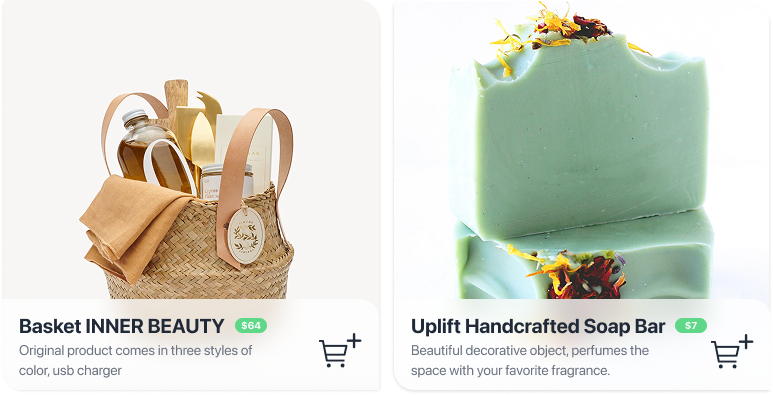 Basket INNER BEAUTY $64
Original product comes in three styles of
color, usb charger
Uplift Handcrafted Soap Bar $7
Beautiful decorative object, perfumes the
space with your favorite fragrance.